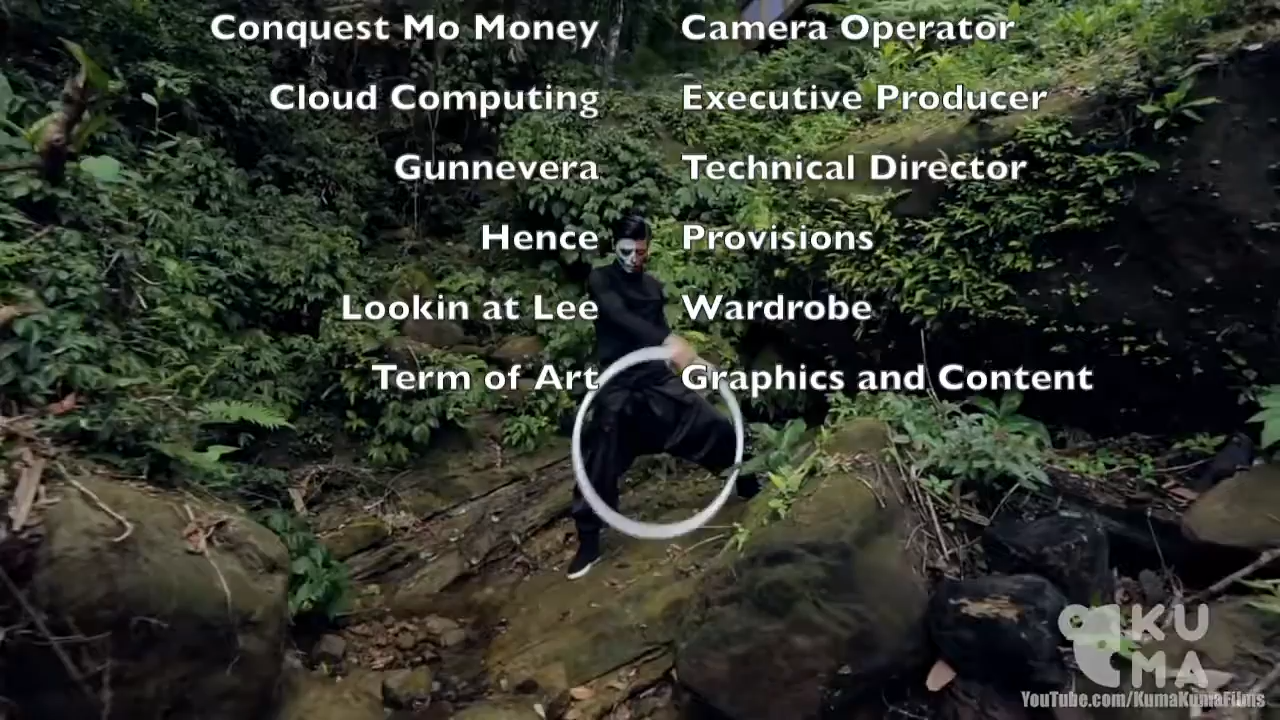 Conquest Mo Money Camera Operator
Cloud Computing Executive Producer
Gunnevera Technical Director
Hence Provisions
Lookin at Lee Wardrobe
Term of Art Graphics and Content
KU
MA
YouTube.com/KumaKumaFilms